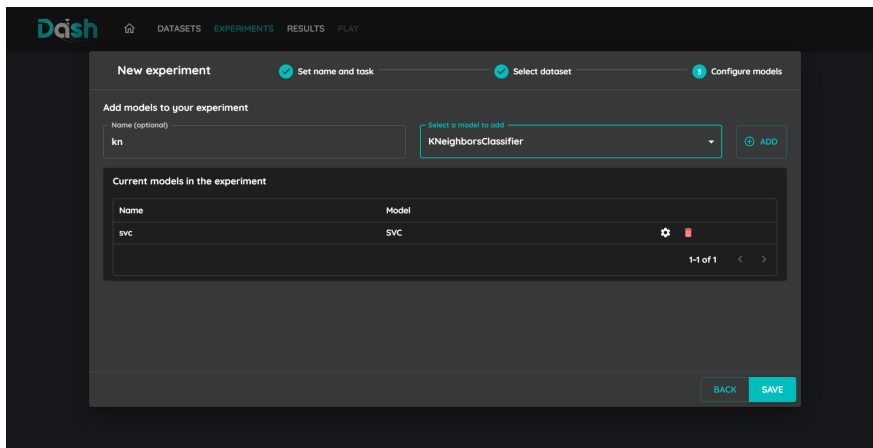 Dash DATASETS EXPERIMENTS RESULTS PLAY
New experiment Set name and task Select dataset 3 Configure models
Add models to your experiment
Name (optional) Select a model to add
kn KNeighborsClassifier ADD
Current models in the experiment
Name Model
svc SVC
1-1 of 1
BACK SAVE